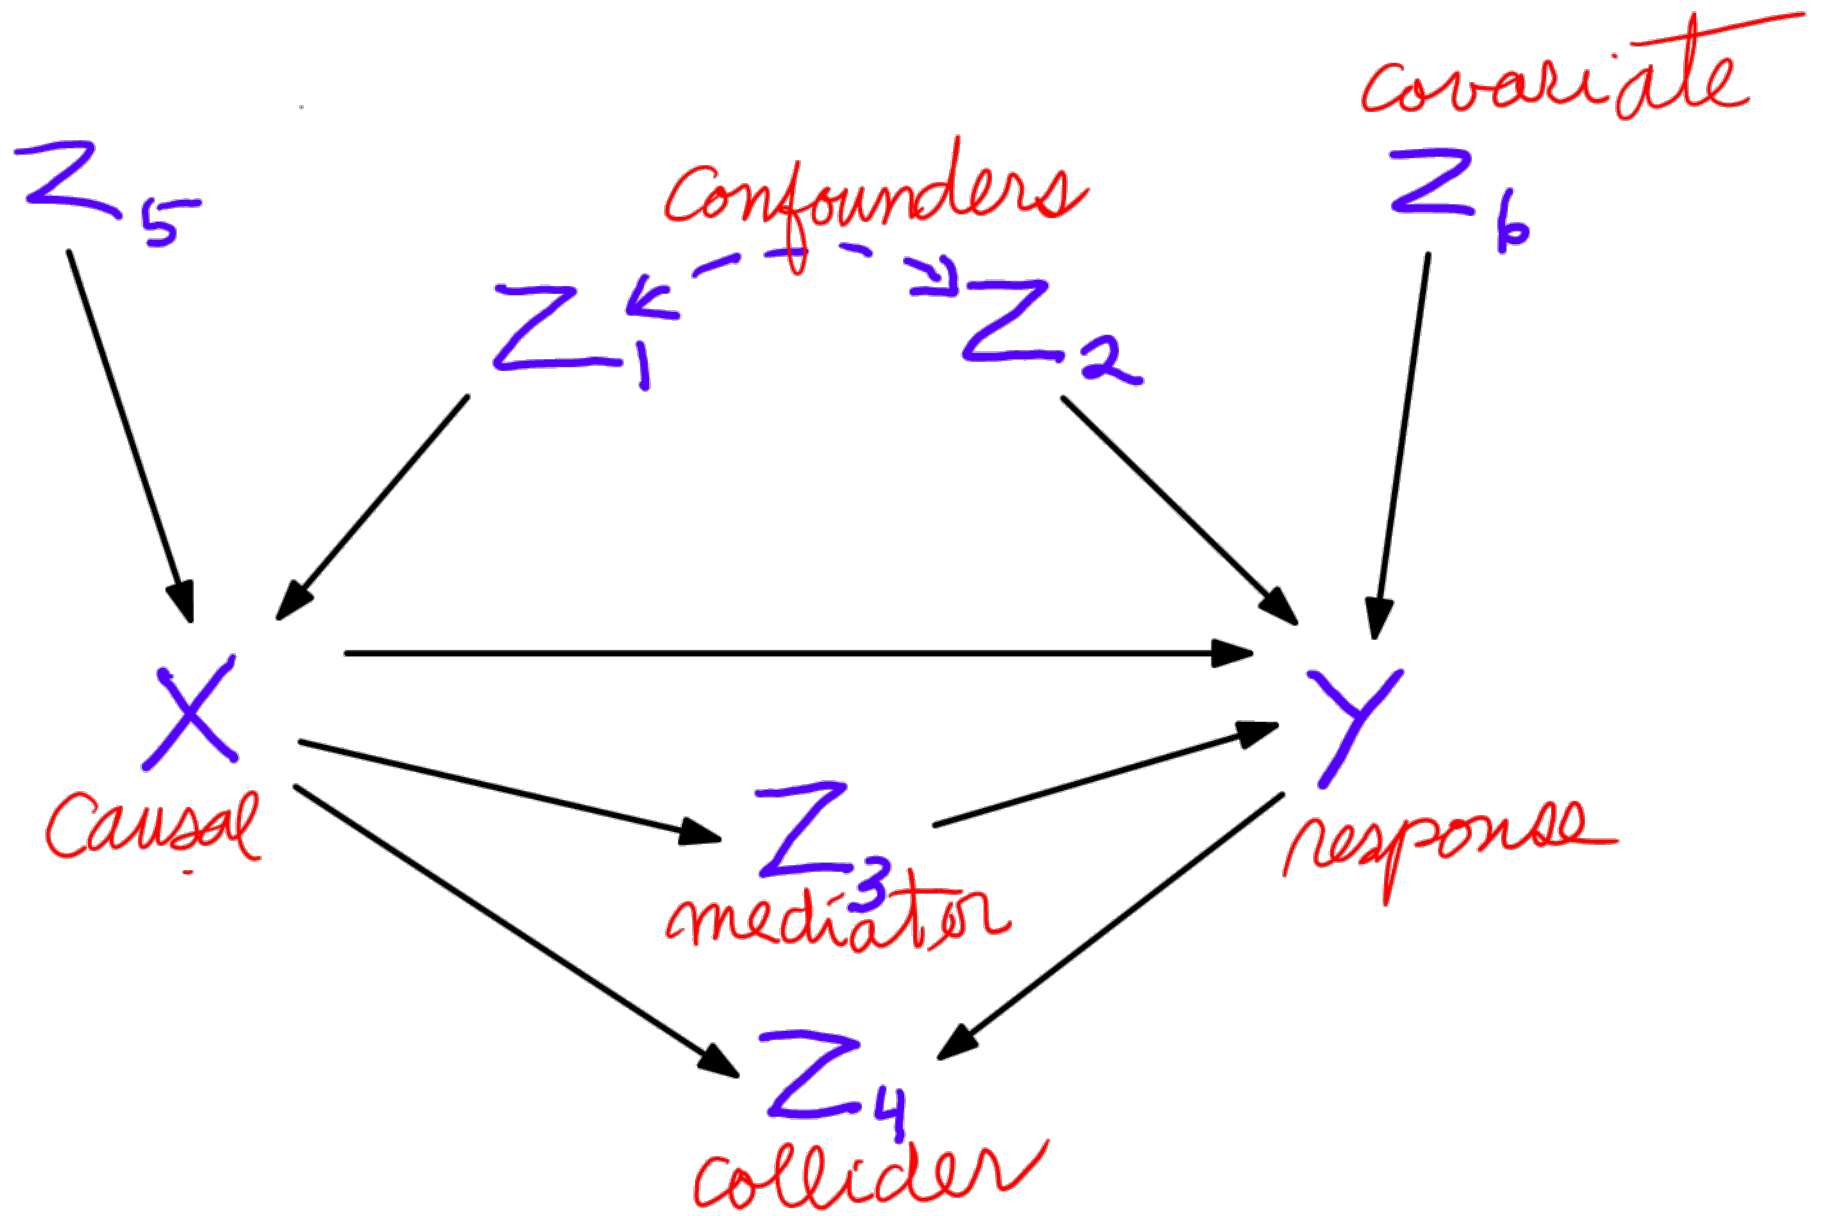 covariate
Z5
confounders
Z6
Z1
Z2
X
Y
causal
response
Z3
mediator
Z4
collider